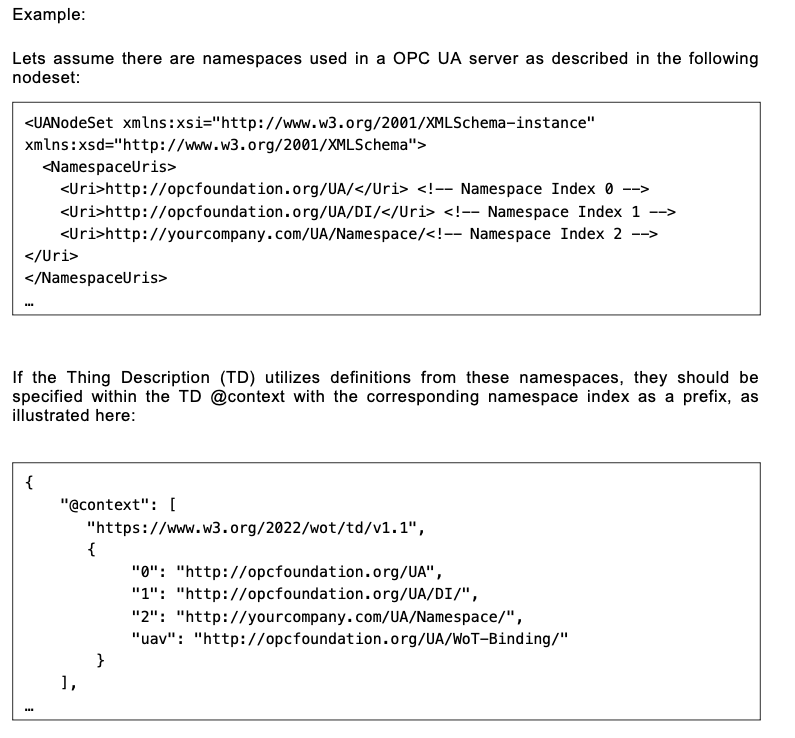 Example:
Lets assume there are namespaces used in a OPC UA server as described in the following
nodeset:
<UANodeSet xmlns:xsi="http://www.w3.org/2001/XMLSchema-instance"
xmlns:xsd="http://www.w3.org/2001/XMLSchema">
  <NamespaceUris>
    <Uri>http://opcfoundation.org/UA/</Uri> <!-- Namespace Index 0 -->
    <Uri>http://opcfoundation.org/UA/DI/</Uri> <!-- Namespace Index 1 -->
    <Uri>http://yourcompany.com/UA/Namespace/<!-- Namespace Index 2 -->
</Uri>
</NamespaceUris>
…
If the Thing Description (TD) utilizes definitions from these namespaces, they should be
specified within the TD @context with the corresponding namespace index as a prefix, as
illustrated here:
{
    "@context": [
       "https://www.w3.org/2022/wot/td/v1.1",
       {
            "0": "http://opcfoundation.org/UA",
            "1": "http://opcfoundation.org/UA/DI/",
            "2": "http://yourcompany.com/UA/Namespace/",
            "uav": "http://opcfoundation.org/UA/WoT-Binding/"
        }
    ],
…